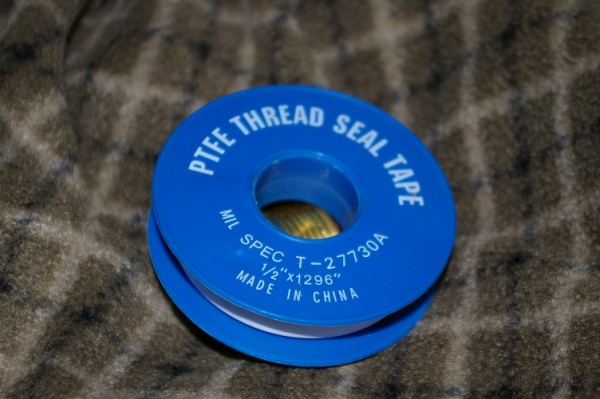 PTFE THREAD SEAL TAPE
MIL SPEC T-27730A
1/2"X1296"
MADE IN CHINA